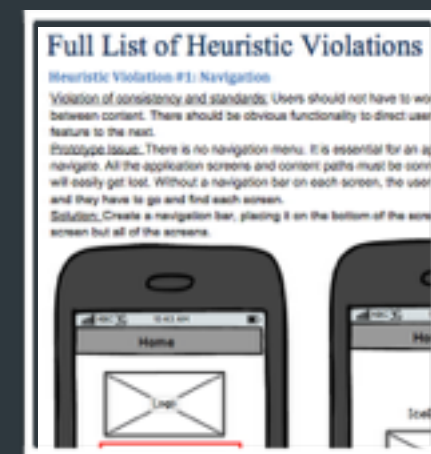 Full List of Heuristic Violations
Heuristic Violation #1: Navigation
Violation of consistency and standards: Users should not have to wo
between content. There should be obvious functionality to direct user
feature to the next.
Prototype Issue: There is no navigation menu. It is essential for an ap
navigate. All the application screens and content paths must be conn
will easily get lost. Without a navigation bar on each screen, the user
and they have to go and find each screen.
Solution: Create a navigation bar, placing it on the bottom of the scre
screen but all of the screens.
Home
Ho
Logo